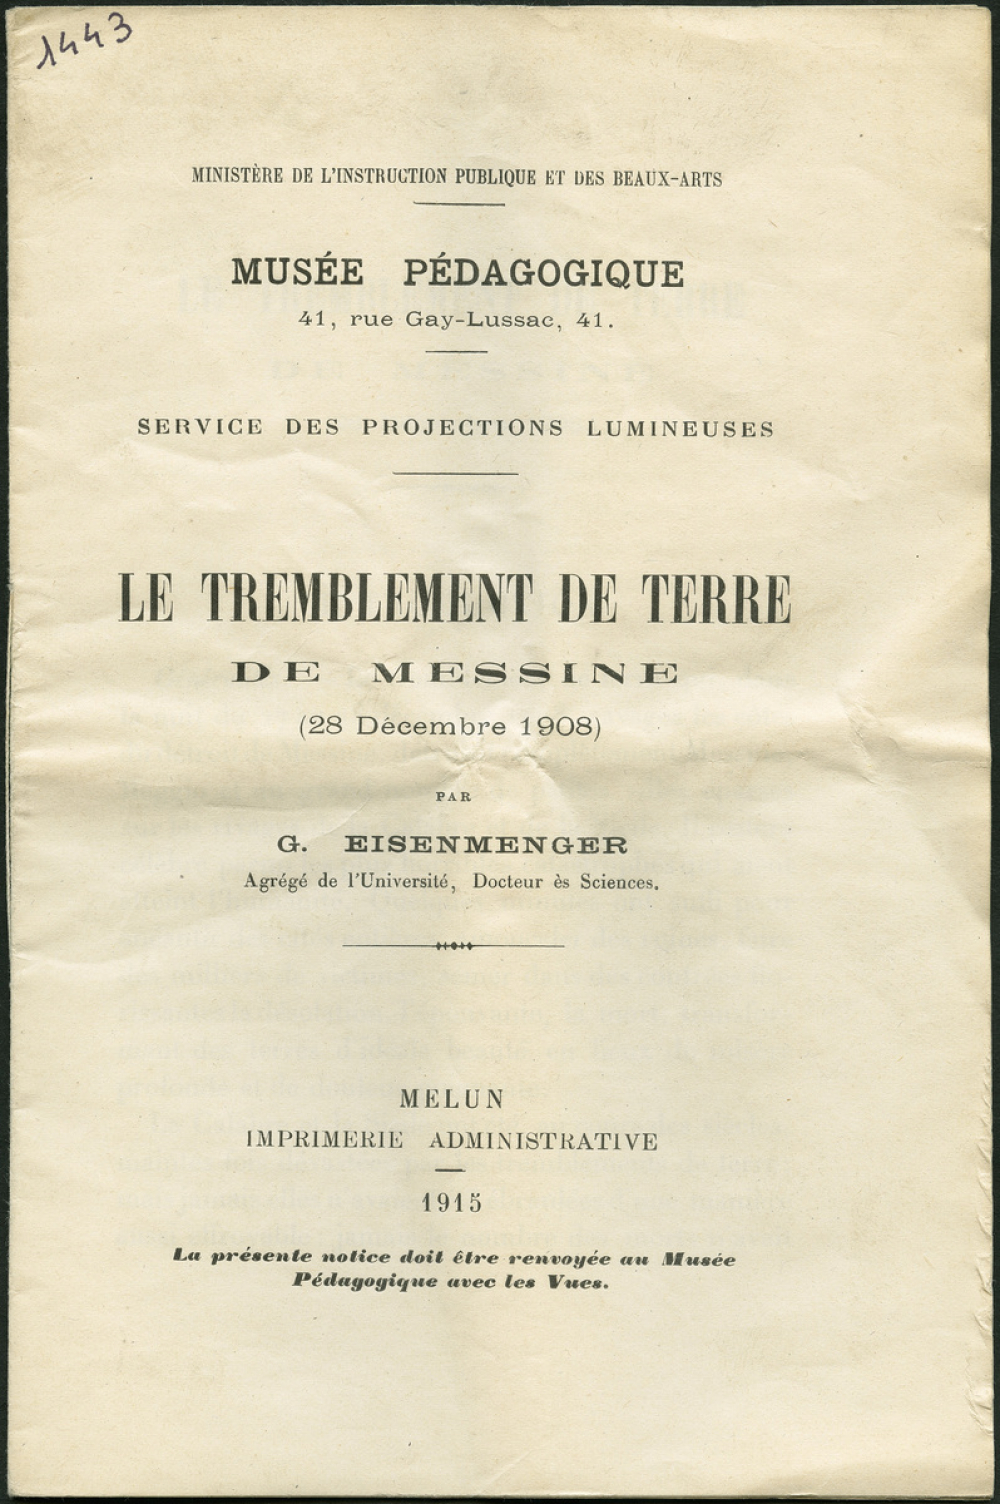 1443
MINISTÈRE DE L'INSTRUCTION PUBLIQUE ET DES BEAUX-ARTS
MUSÉE PÉDAGOGIQUE
41, rue Gay-Lussac, 41.
SERVICE DES PROJECTIONS LUMINEUSES
LE TREMBLEMENT DE TERRE
DE MESSINE
(28 Décembre 1908)
PAR
G. EISENMENGER
Agrégé de l'Université, Docteur ès Sciences.
MELUN
IMPRIMERIE ADMINISTRATIVE
1915
La présente notice doit être renvoyée au Musée
Pédagogique avec les Vues.